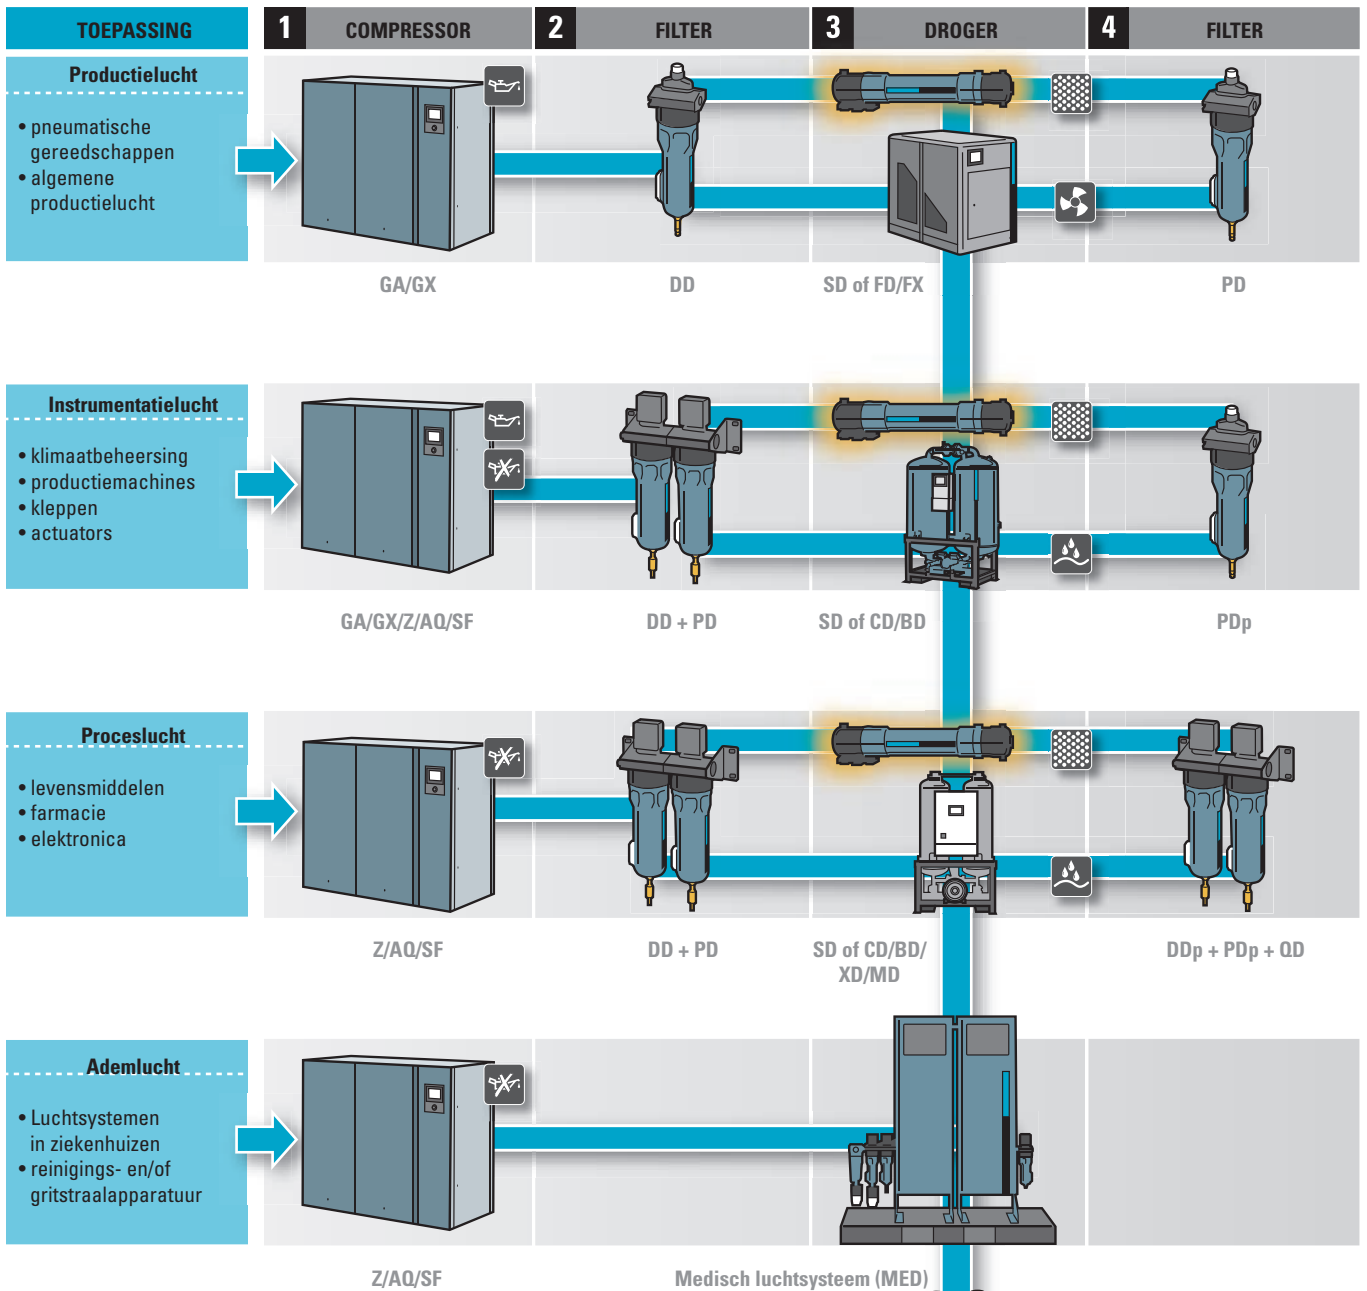 TOEPASSING
1 COMPRESSOR
2 FILTER
3 DROGER
4 FILTER
Productielucht
• pneumatische
gereedschappen
• algemene
productielucht
GA/GX
DD
SD of FD/FX
PD
Instrumentatielucht
• klimaatbeheersing
• productiemachines
• kleppen
• actuators
GA/GX/Z/AQ/SF
DD + PD
SD of CD/BD
PDp
Proceslucht
• levensmiddelen
• farmacie
• elektronica
Z/AQ/SF
DD + PD
SD of CD/BD/
XD/MD
DDp + PDp + QD
Ademlucht
• Luchtsystemen
in ziekenhuizen
• reinigings- en/of
gritstraalapparatuur
Z/AQ/SF
Medisch luchtsysteem (MED)